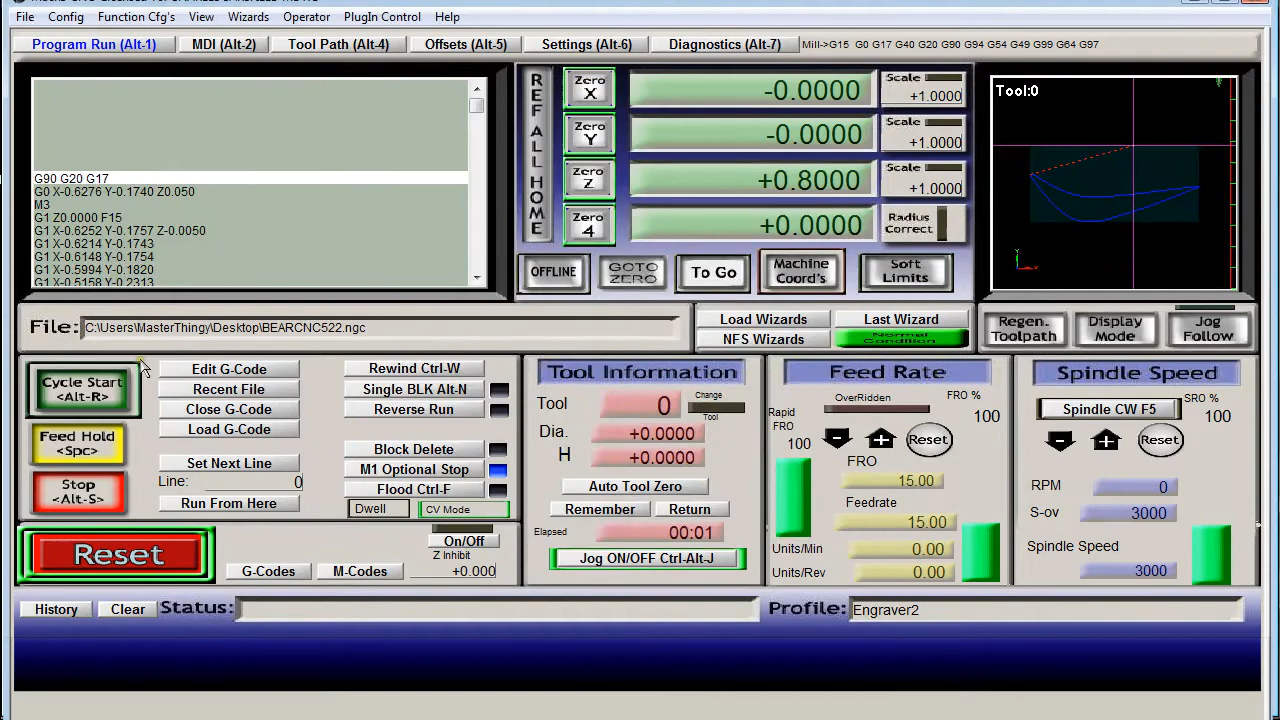 File Config Function Cfg's View Wizards Operator PlugIn Control Help
Program Run (Alt-1) MDI (Alt-2) Tool Path (Alt-4) Offsets (Alt-5) Settings (Alt-6) Diagnostics (Alt-7) Mill->G15 G0 G17 G40 G20 G90 G94 G54 G49 G99 G64 G97
G90 G20 G17
G0 X-0.6276 Y-0.1740 Z0.050
M3
G1 Z0.0000 F15
G1 X-0.6252 Y-0.1757 Z-0.0050
G1 X-0.6214 Y-0.1743
G1 X-0.6148 Y-0.1754
G1 X-0.5994 Y-0.1820
G1 X-0.5158 Y-0.2313
REF ALL HOME
Zero X -0.0000 Scale +1.0000
Zero Y -0.0000 Scale +1.0000
Zero Z +0.8000 Scale +1.0000
Zero 4 +0.0000 Radius Correct
OFFLINE GOTO ZERO To Go Machine Coord's Soft Limits
Tool:0
File: C:\Users\MasterThingy\Desktop\BEARCNC522.ngc
Load Wizards Last Wizard
NFS Wizards Normal Condition
Regen. Toolpath Display Mode Jog Follow
Cycle Start <Alt-R>
Feed Hold <Spc>
Stop <Alt-S>
Edit G-Code
Recent File
Close G-Code
Load G-Code
Set Next Line
Line: 0
Run From Here
Rewind Ctrl-W
Single BLK Alt-N
Reverse Run
Block Delete
M1 Optional Stop
Flood Ctrl-F
Dwell CV Mode
Reset
G-Codes M-Codes
On/Off
Z Inhibit
+0.000
Tool Information
Tool 0 Change Tool
Dia. +0.0000
H +0.0000
Auto Tool Zero
Remember Return
Elapsed 00:01
Jog ON/OFF Ctrl-Alt-J
Feed Rate
OverRidden FRO %
100
Rapid FRO
100
Reset
FRO
15.00
Feedrate
15.00
Units/Min 0.00
Units/Rev 0.00
Spindle Speed
Spindle CW F5 SRO %
100
Reset
RPM 0
S-ov 3000
Spindle Speed
3000
History Clear Status: Profile: Engraver2